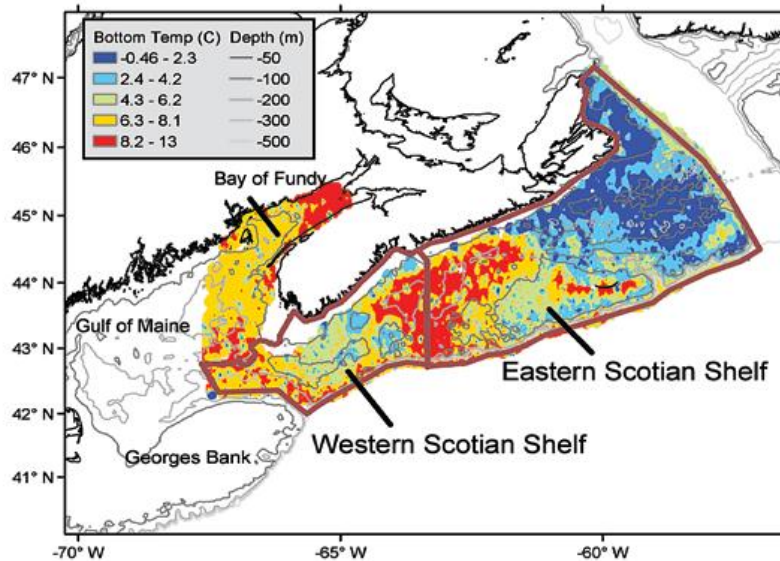 Bottom Temp (C) Depth (m)
-0.46 - 2.3 -50
2.4 - 4.2 -100
4.3 - 6.2 -200
6.3 - 8.1 -300
8.2 - 13 -500
47° N
46° N
45° N
44° N
43° N
42° N
41° N
Bay of Fundy
Gulf of Maine
Eastern Scotian Shelf
Western Scotian Shelf
Georges Bank
-70° W -65° W -60° W